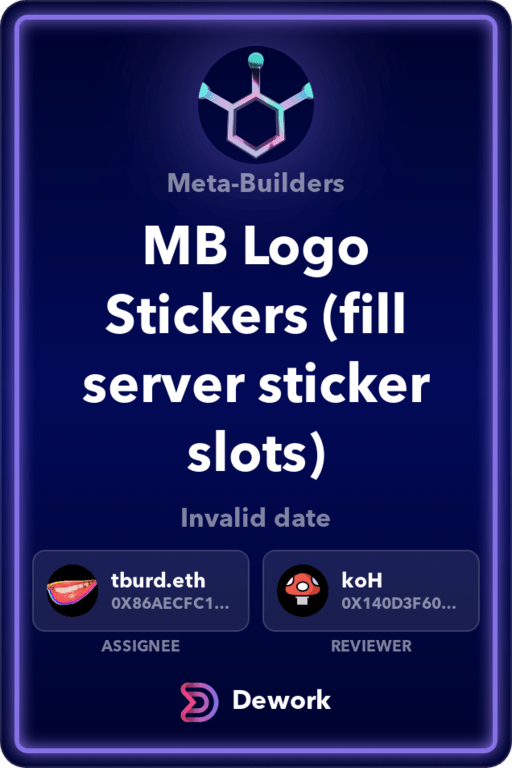 Meta-Builders
MB Logo
Stickers (fill
server sticker
slots)
Invalid date
tburd.eth
0X86AECFC1...
ASSIGNEE
koH
0X140D3F60...
REVIEWER
Dework